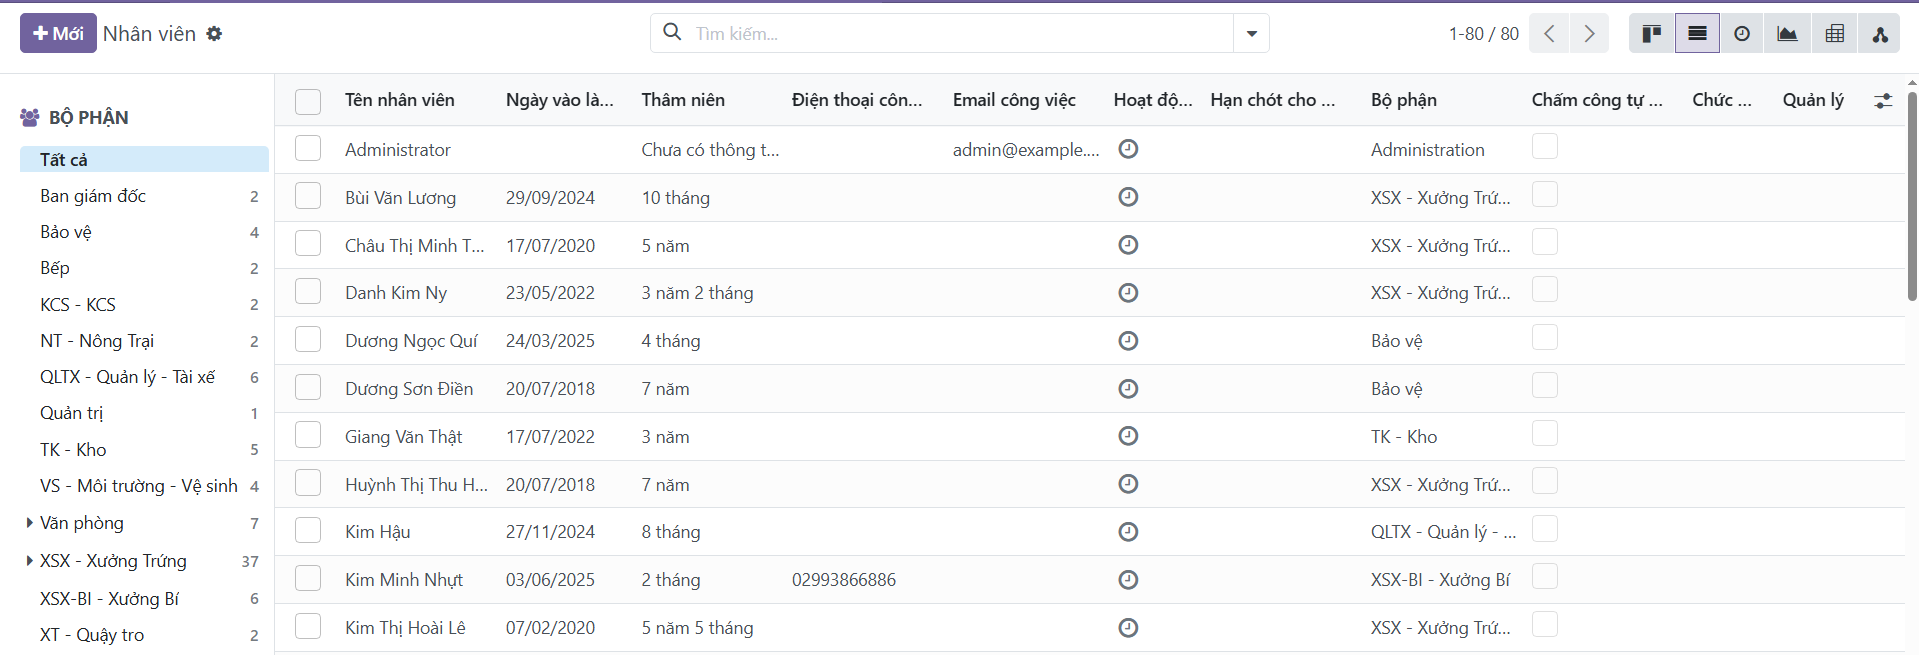 Mới Nhân viên Tìm kiếm... 1-80 / 80
BỘ PHẬN
Tất cả
Ban giám đốc 2
Bảo vệ 4
Bếp 2
KCS - KCS 2
NT - Nông Trại 2
QLTX - Quản lý - Tài xế 6
Quản trị 1
TK - Kho 5
VS - Môi trường - Vệ sinh 4
Văn phòng 7
XSX - Xưởng Trứng 37
XSX-BI - Xưởng Bí 6
XT - Quậy tro 2
Tên nhân viên Ngày vào là... Thâm niên Điện thoại côn... Email công việc Hoạt độ... Hạn chót cho ... Bộ phận Chấm công tự ... Chức ... Quản lý
Administrator Chưa có thông t... admin@example.... Administration
Bùi Văn Lương 29/09/2024 10 tháng XSX - Xưởng Trứ...
Châu Thị Minh T... 17/07/2020 5 năm XSX - Xưởng Trứ...
Danh Kim Ny 23/05/2022 3 năm 2 tháng XSX - Xưởng Trứ...
Dương Ngọc Quí 24/03/2025 4 tháng Bảo vệ
Dương Sơn Điền 20/07/2018 7 năm Bảo vệ
Giang Văn Thật 17/07/2022 3 năm TK - Kho
Huỳnh Thị Thu H... 20/07/2018 7 năm XSX - Xưởng Trứ...
Kim Hậu 27/11/2024 8 tháng QLTX - Quản lý - ...
Kim Minh Nhựt 03/06/2025 2 tháng 02993866886 XSX-BI - Xưởng Bí
Kim Thị Hoài Lê 07/02/2020 5 năm 5 tháng XSX - Xưởng Trứ...